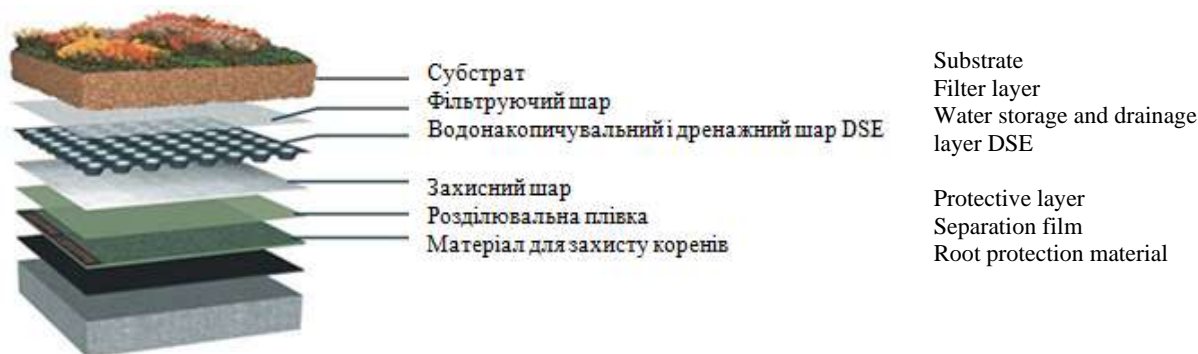 Субстрат
Фільтруючий шар
Водонакопичувальний і дренажний шар DSE
Захисний шар
Розділювальна плівка
Матеріал для захисту коренів
Substrate
Filter layer
Water storage and drainage
layer DSE
Protective layer
Separation film
Root protection material